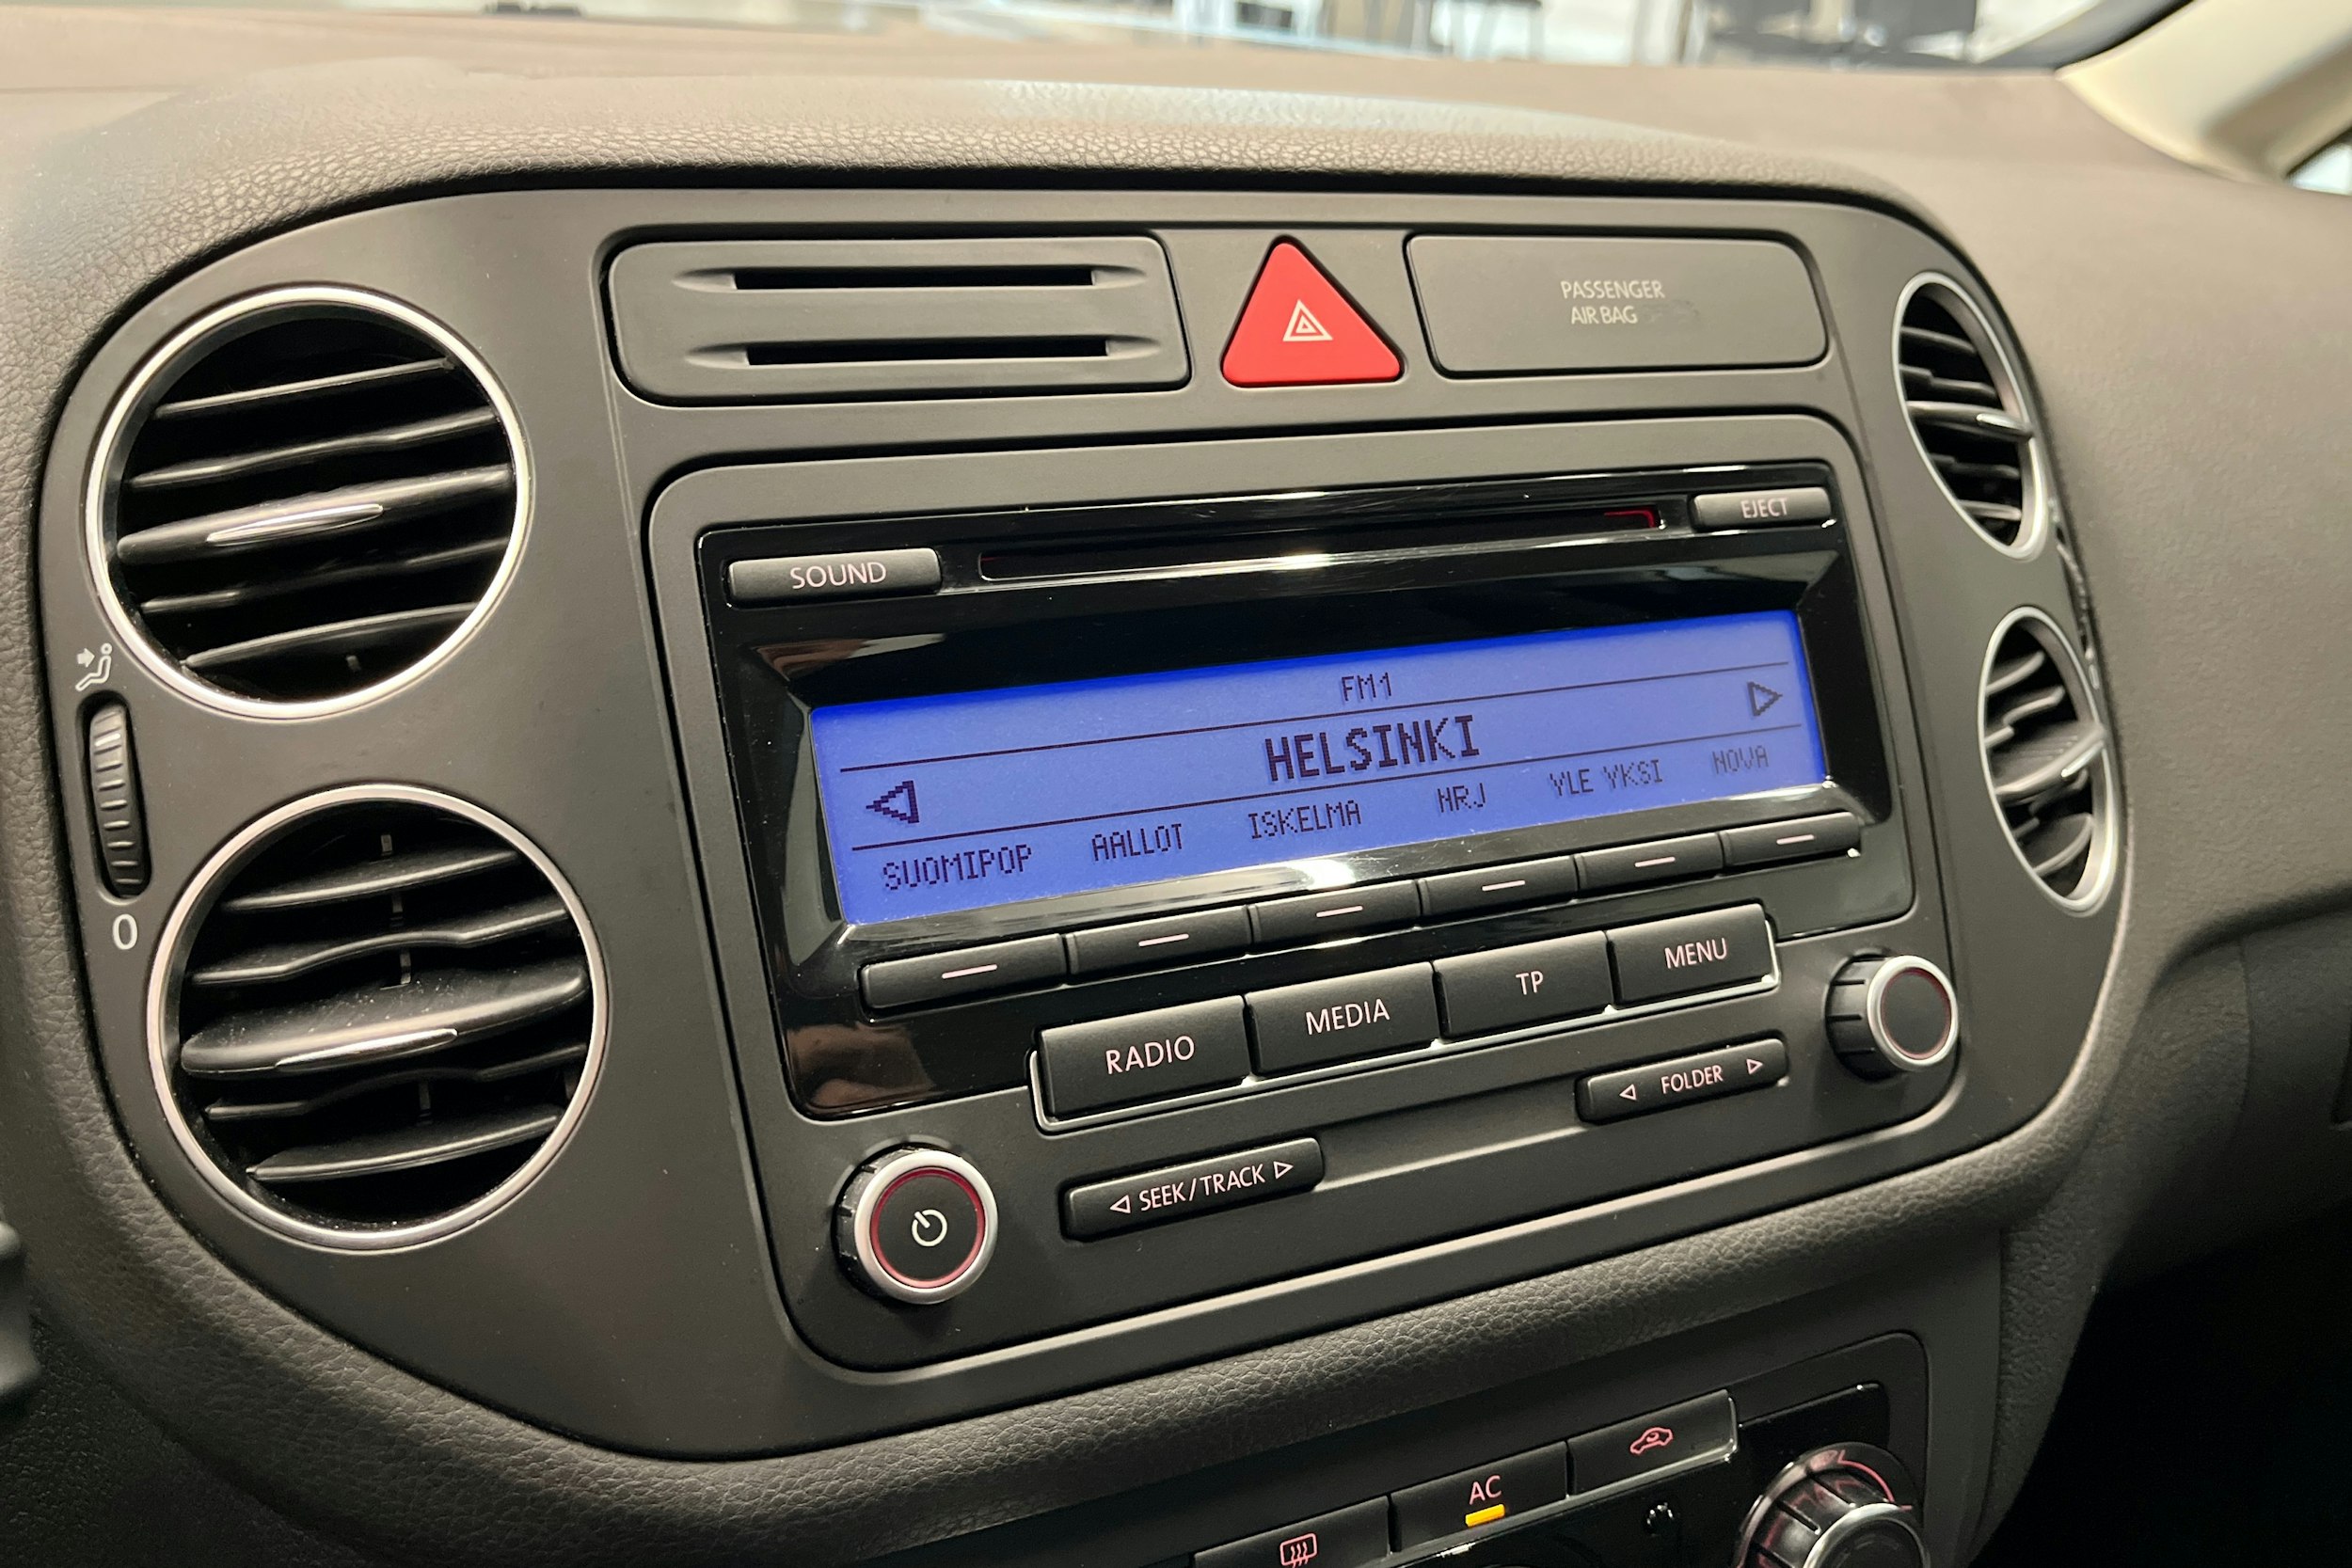 PASSENGER
AIR BAG
EJECT
SOUND
FM1
HELSINKI
SUOMIPOP AALLOT ISKELMA NRJ YLE YKSI NOVA
RADIO MEDIA TP MENU
FOLDER
SEEK/TRACK
0
AC